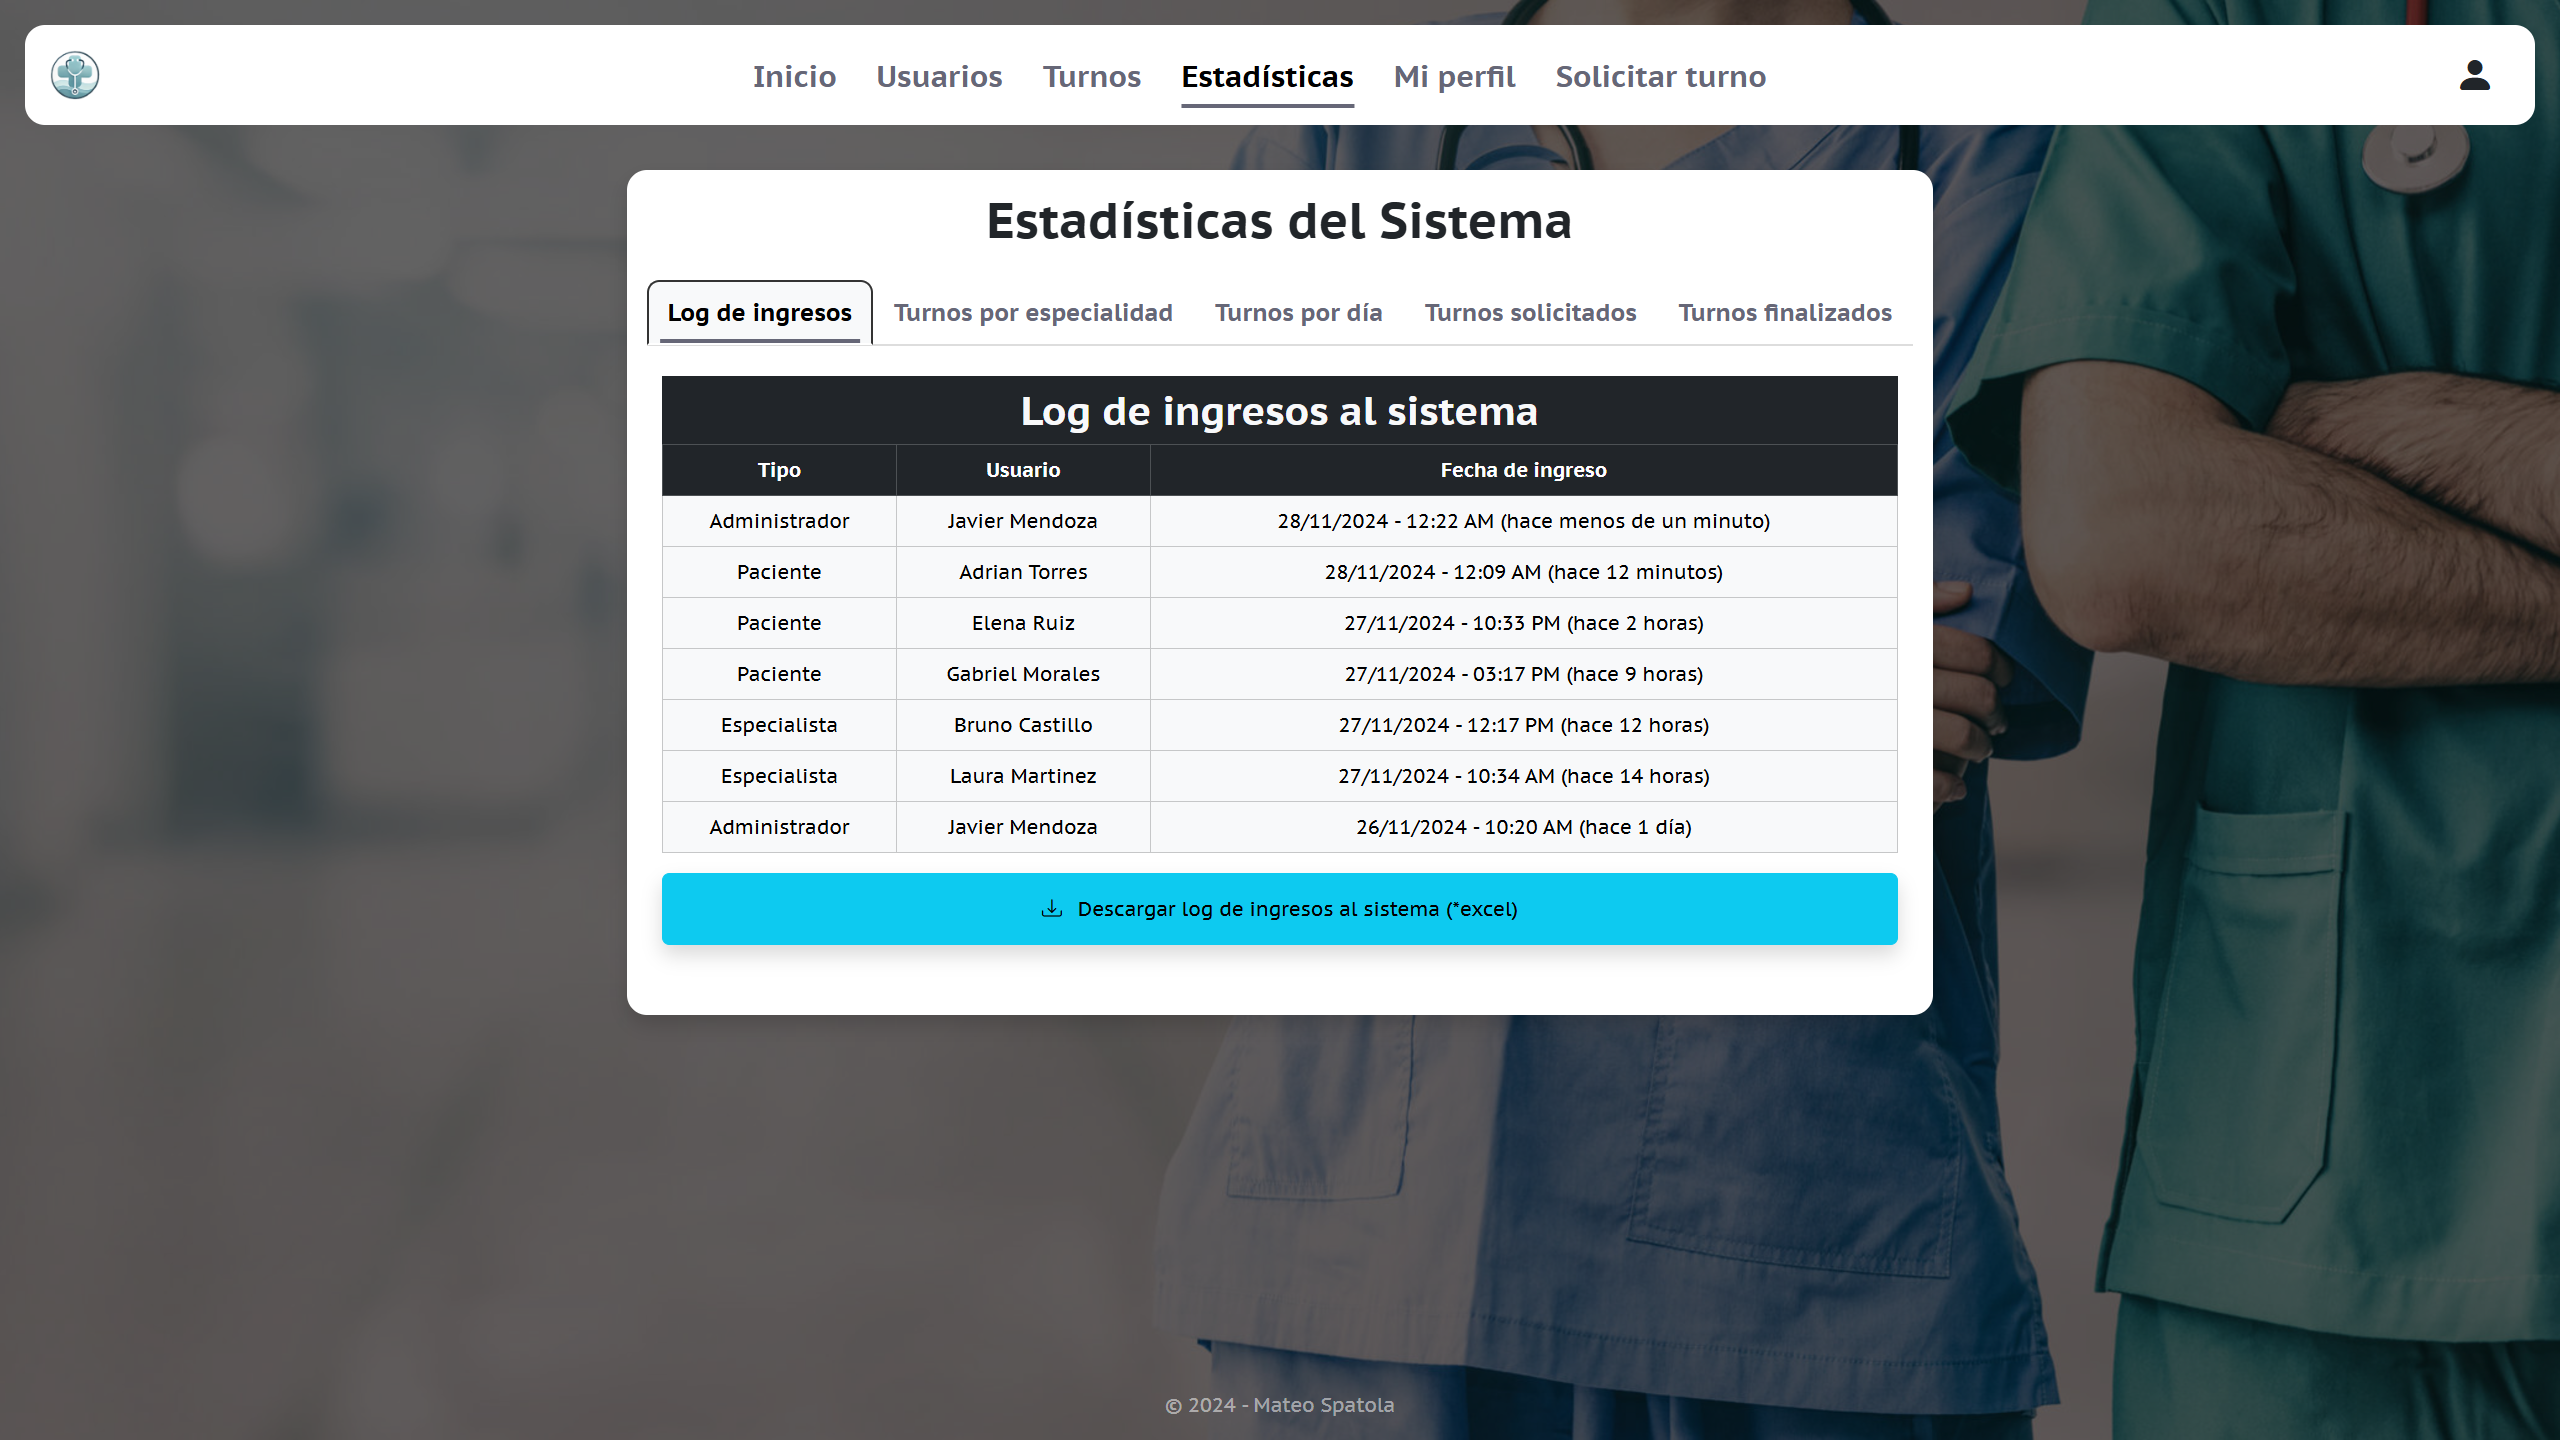 Inicio Usuarios Turnos Estadísticas Mi perfil Solicitar turno
Estadísticas del Sistema
Log de ingresos Turnos por especialidad Turnos por día Turnos solicitados Turnos finalizados
Log de ingresos al sistema
Tipo Usuario Fecha de ingreso
Administrador Javier Mendoza 28/11/2024 - 12:22 AM (hace menos de un minuto)
Paciente Adrian Torres 28/11/2024 - 12:09 AM (hace 12 minutos)
Paciente Elena Ruiz 27/11/2024 - 10:33 PM (hace 2 horas)
Paciente Gabriel Morales 27/11/2024 - 03:17 PM (hace 9 horas)
Especialista Bruno Castillo 27/11/2024 - 12:17 PM (hace 12 horas)
Especialista Laura Martinez 27/11/2024 - 10:34 AM (hace 14 horas)
Administrador Javier Mendoza 26/11/2024 - 10:20 AM (hace 1 día)
Descargar log de ingresos al sistema (*excel)
© 2024 - Mateo Spatola